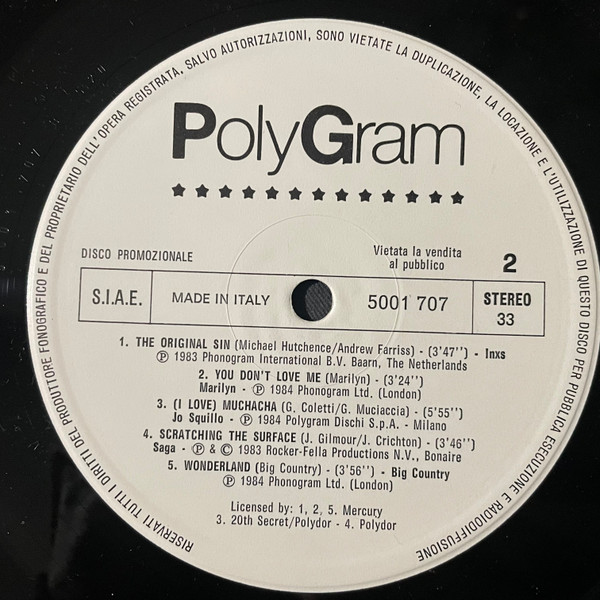 RISERVATI TUTTI I DIRITTI DEL PRODUTTORE FONOGRAFICO E DEL PROPRIETARIO DELL'OPERA REGISTRATA, SALVO AUTORIZZAZIONI, SONO VIETATE LA DUPLICAZIONE, LA LOCAZIONE E L'UTILIZZAZIONE DI QUESTO DISCO PER PUBBLICA ESECUZIONE E RADIODIFFUSIONE
PolyGram
DISCO PROMOZIONALE
Vietata la vendita
al pubblico
2
S.I.A.E. MADE IN ITALY 5001 707 STEREO
33
1. THE ORIGINAL SIN (Michael Hutchence/Andrew Farriss) - (3'47'') - Inxs
Ⓟ 1983 Phonogram International B.V. Baarn, The Netherlands
2. YOU DON'T LOVE ME (Marilyn) - (3'24'')
Marilyn - Ⓟ 1984 Phonogram Ltd. (London)
3. (I LOVE) MUCHACHA (G. Coletti/G. Muciaccia) - (5'55'')
Jo Squillo - Ⓟ 1984 Polygram Dischi S.p.A. - Milano
4. SCRATCHING THE SURFACE (J. Gilmour/J. Crichton) - (3'46'')
Saga - Ⓟ & © 1983 Rocker-Fella Productions N.V., Bonaire
5. WONDERLAND (Big Country) - (3'56'') - Big Country
Ⓟ 1984 Phonogram Ltd. (London)
Licensed by: 1, 2, 5. Mercury
3. 20th Secret/Polydor - 4. Polydor